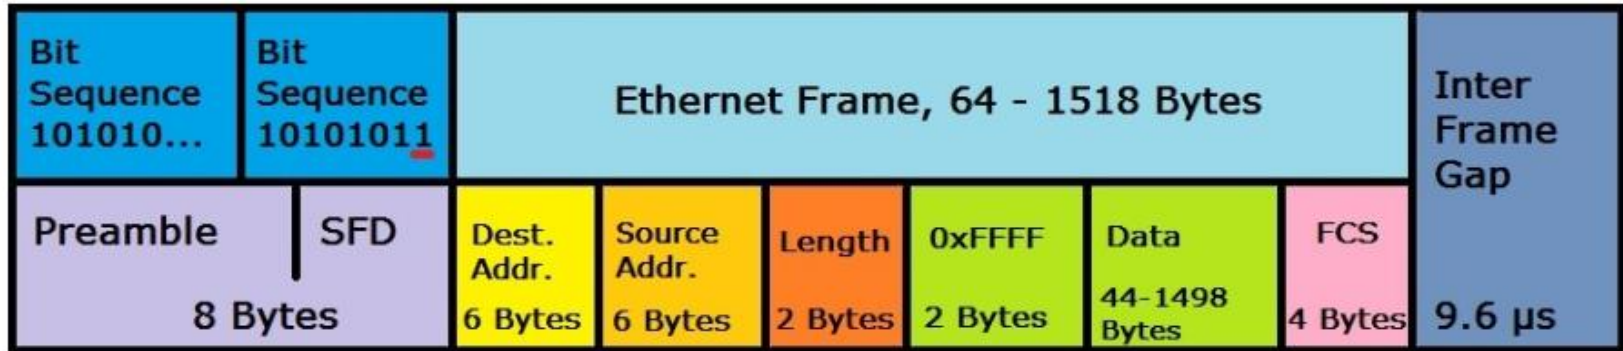 Bit
Sequence
101010...
Bit
Sequence
10101011
Ethernet Frame, 64 - 1518 Bytes
Inter
Frame
Gap
9.6 µs
Preamble
SFD
8 Bytes
Dest.
Addr.
6 Bytes
Source
Addr.
6 Bytes
Length
2 Bytes
0xFFFF
2 Bytes
Data
44-1498
Bytes
FCS
4 Bytes